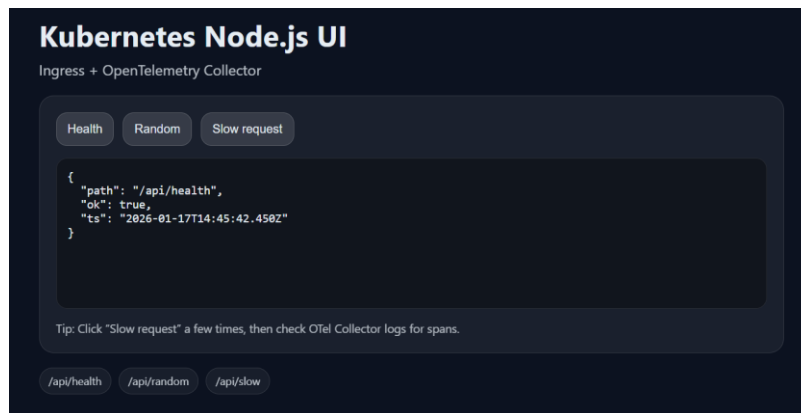 Kubernetes Node.js UI
Ingress + OpenTelemetry Collector
Health Random Slow request
{
  "path": "/api/health",
  "ok": true,
  "ts": "2026-01-17T14:45:42.450Z"
}
Tip: Click “Slow request” a few times, then check OTel Collector logs for spans.
/api/health /api/random /api/slow